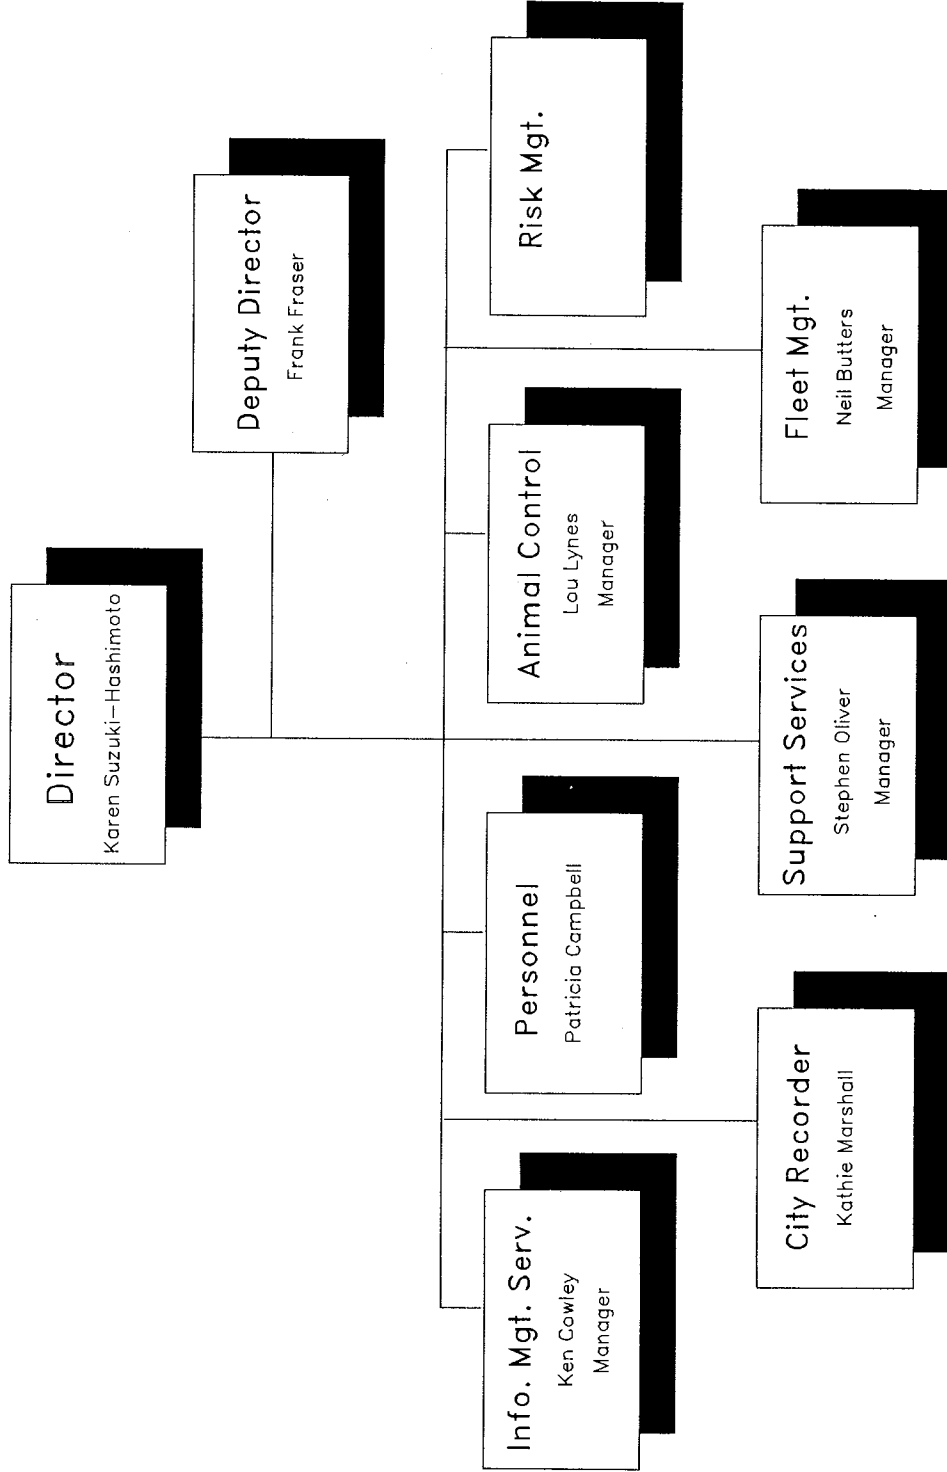 Director
Karen Suzuki-Hashimoto
Deputy Director
Frank Fraser
Info. Mgt. Serv.
Ken Cowley
Manager
Personnel
Patricia Campbell
Animal Control
Lou Lynes
Manager
Risk Mgt.
City Recorder
Kathie Marshall
Support Services
Stephen Oliver
Manager
Fleet Mgt.
Neil Butters
Manager